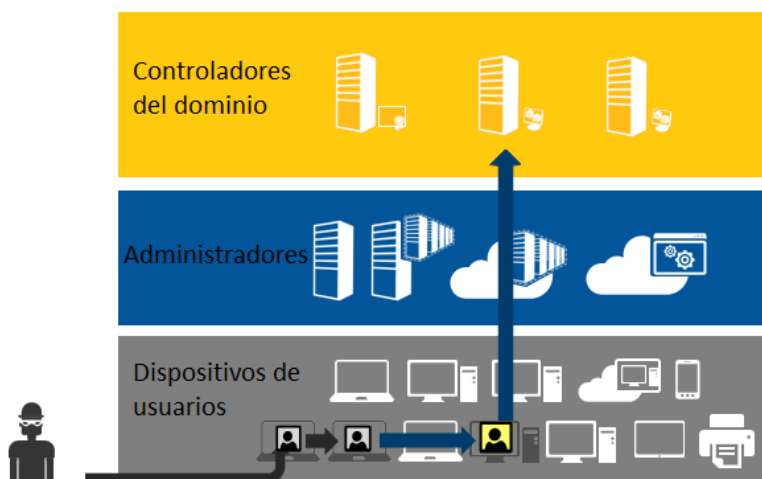 Controladores
del dominio
Administradores
Dispositivos de
usuarios